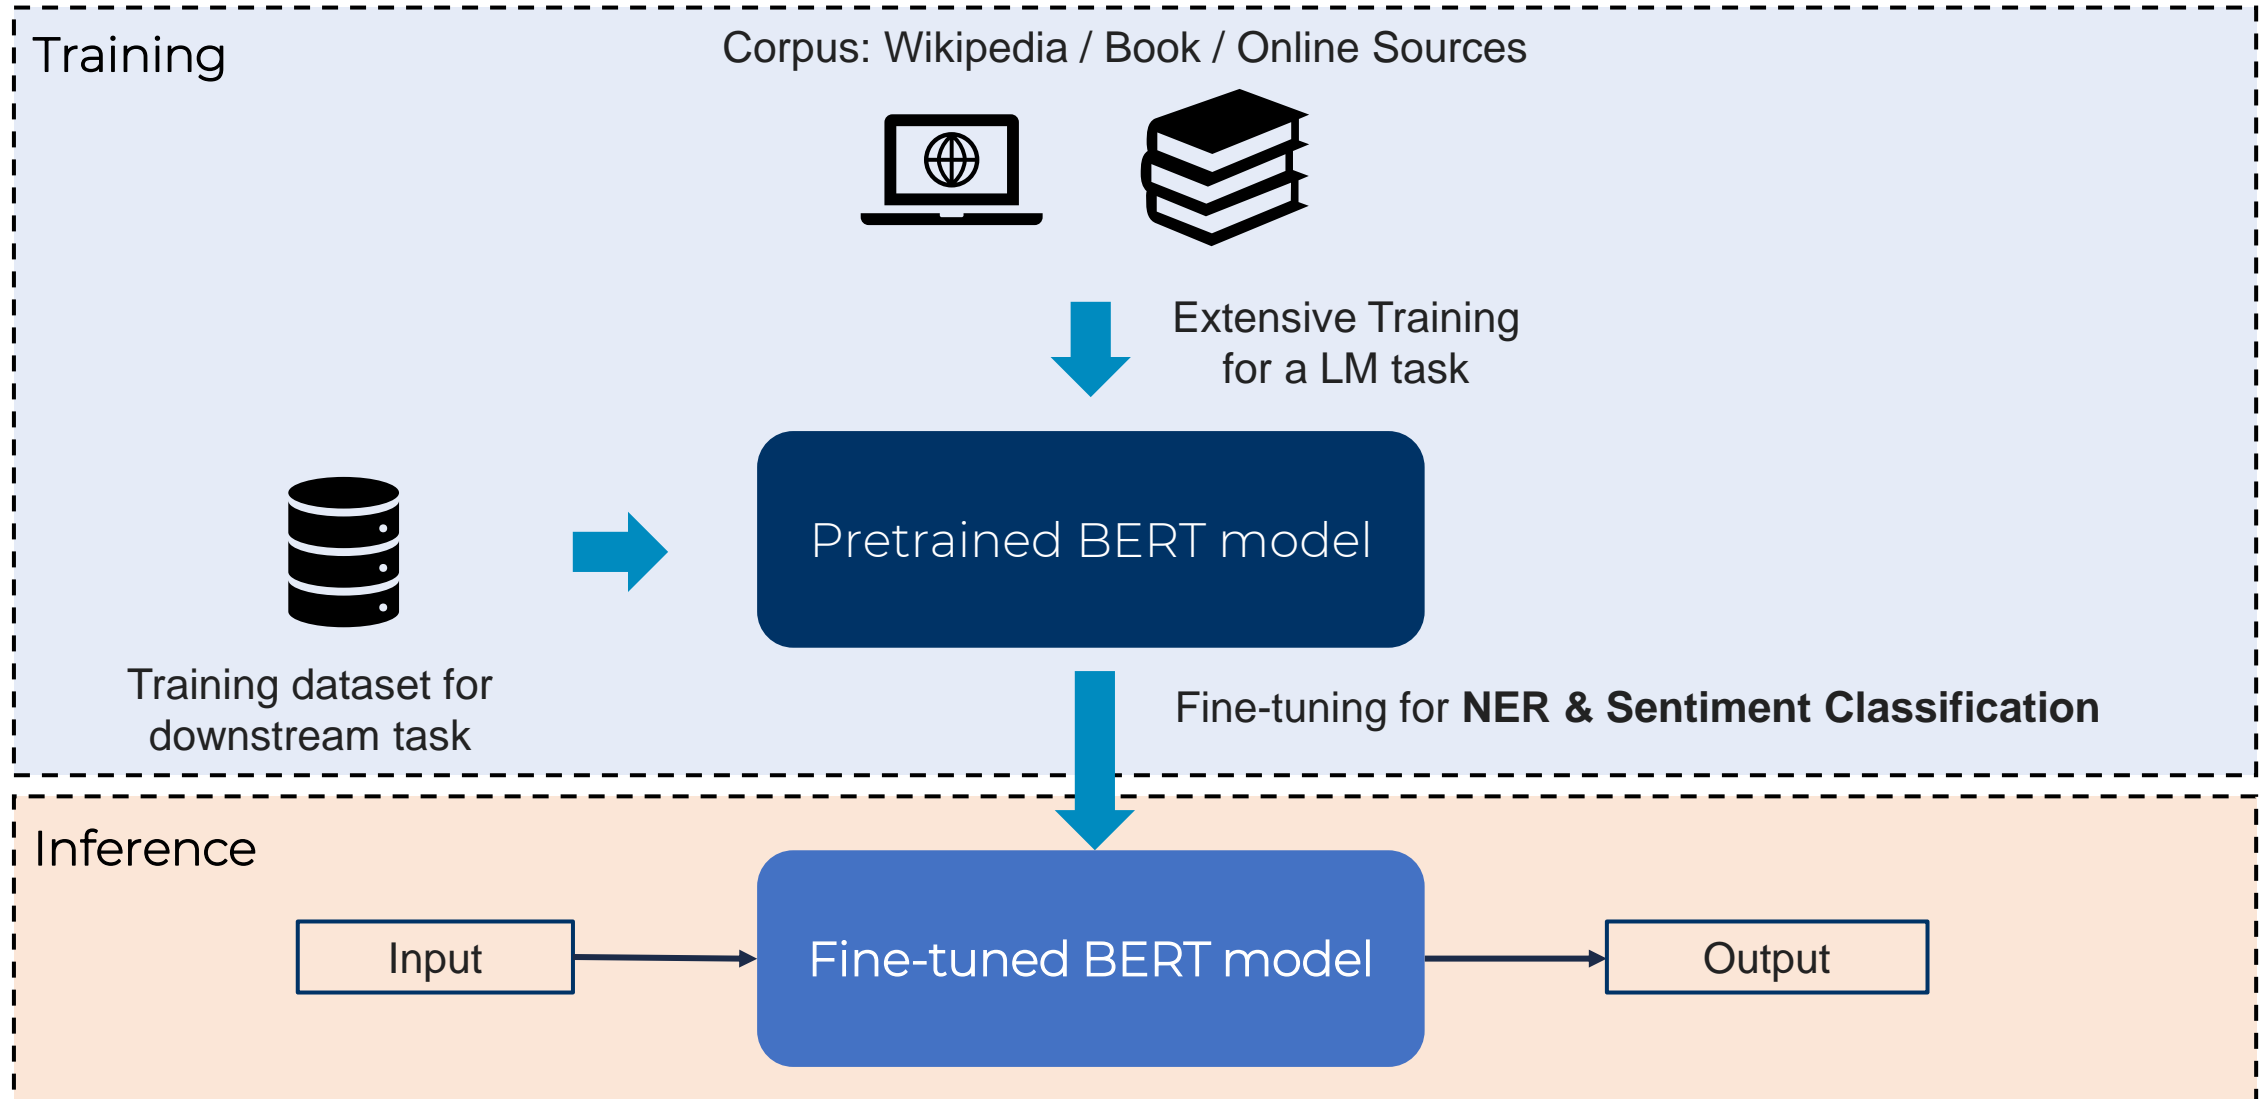 Training
Corpus: Wikipedia / Book / Online Sources
Extensive Training
for a LM task
Pretrained BERT model
Training dataset for
downstream task
Fine-tuning for NER & Sentiment Classification
Inference
Input
Fine-tuned BERT model
Output